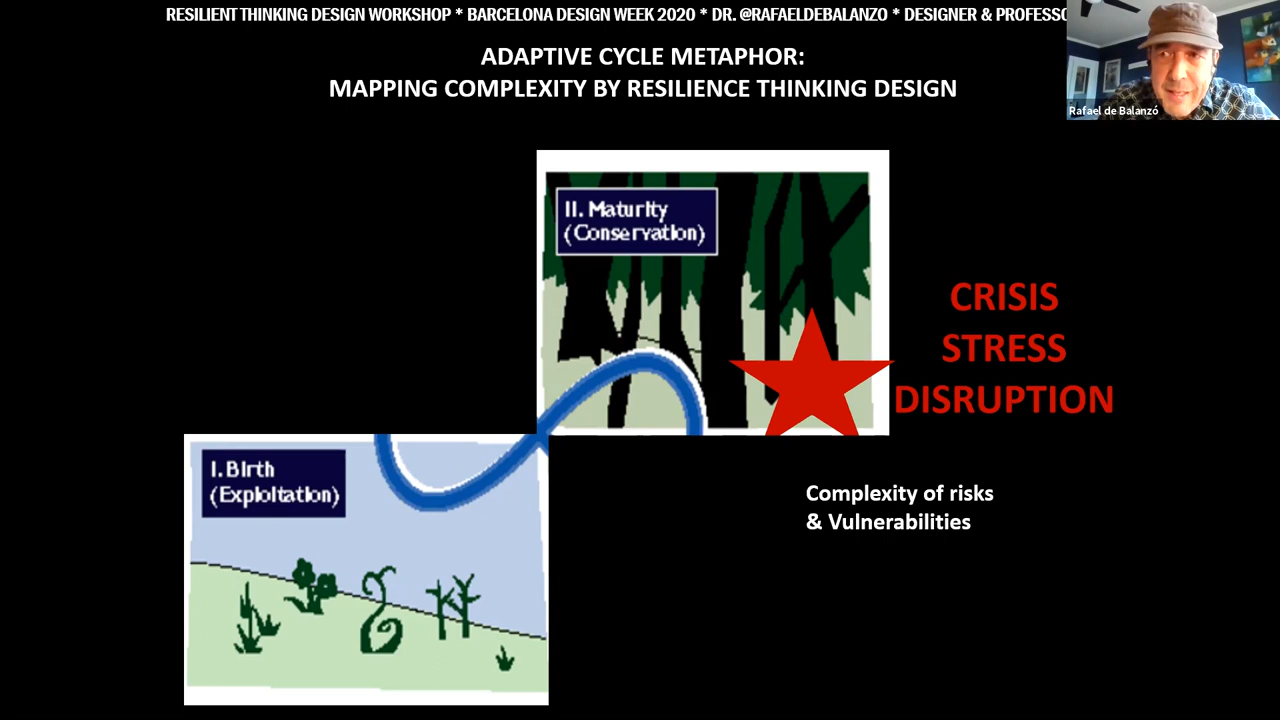 RESILIENT THINKING DESIGN WORKSHOP * BARCELONA DESIGN WEEK 2020 * DR. @RAFAELDEBALANZO * DESIGNER & PROFESSO
ADAPTIVE CYCLE METAPHOR:
MAPPING COMPLEXITY BY RESILIENCE THINKING DESIGN
Rafael de Balanzó
II. Maturity
(Conservation)
CRISIS
STRESS
DISRUPTION
I. Birth
(Exploitation)
Complexity of risks
& Vulnerabilities